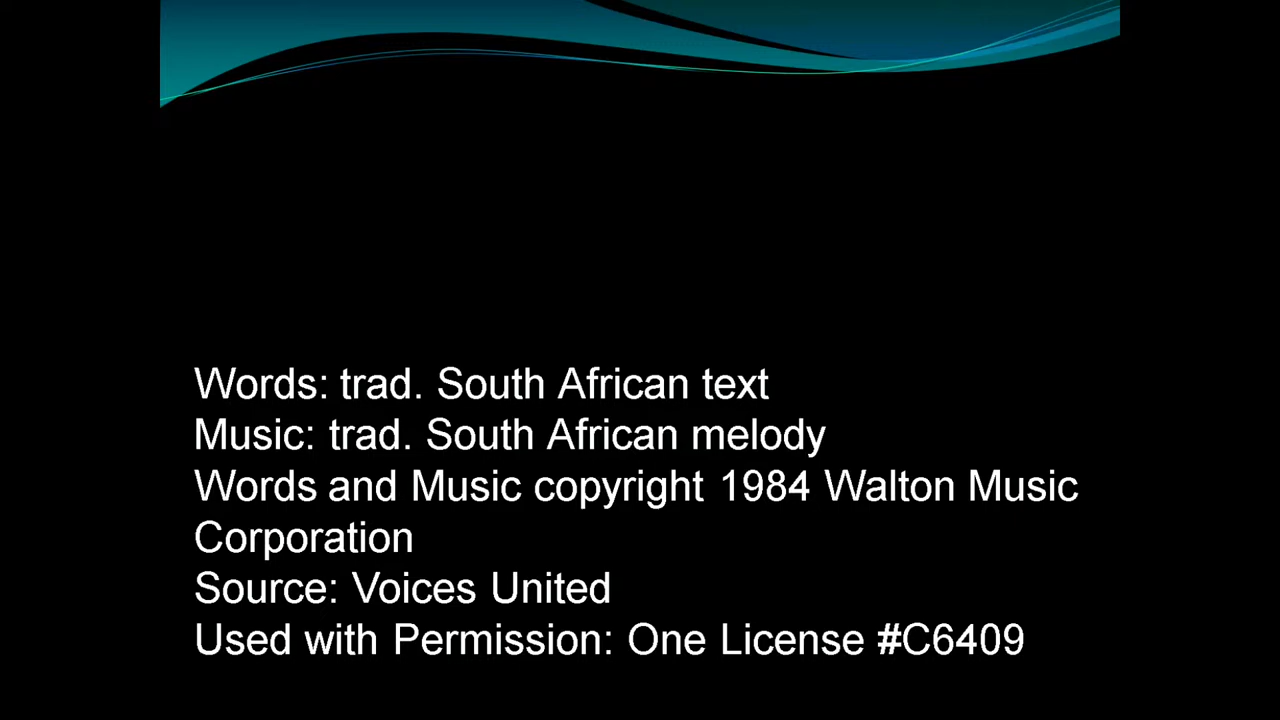 Words: trad. South African text
Music: trad. South African melody
Words and Music copyright 1984 Walton Music
Corporation
Source: Voices United
Used with Permission: One License #C6409